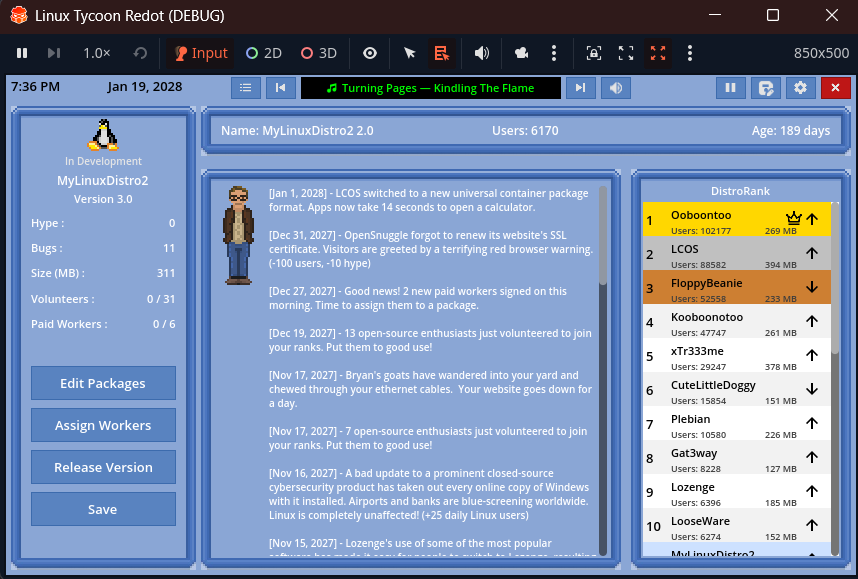 Linux Tycoon Redot (DEBUG)
1.0× Input 2D 3D 850x500
7:36 PM Jan 19, 2028 Turning Pages — Kindling The Flame
In Development
MyLinuxDistro2
Version 3.0
Hype : 0
Bugs : 11
Size (MB) : 311
Volunteers : 0 / 31
Paid Workers : 0 / 6
Edit Packages
Assign Workers
Release Version
Save
Name: MyLinuxDistro2 2.0 Users: 6170 Age: 189 days
[Jan 1, 2028] - LCOS switched to a new universal container package
format. Apps now take 14 seconds to open a calculator.
[Dec 31, 2027] - OpenSnuggle forgot to renew its website's SSL
certificate. Visitors are greeted by a terrifying red browser warning.
(-100 users, -10 hype)
[Dec 27, 2027] - Good news! 2 new paid workers signed on this
morning. Time to assign them to a package.
[Dec 19, 2027] - 13 open-source enthusiasts just volunteered to join
your ranks. Put them to good use!
[Nov 17, 2027] - Bryan's goats have wandered into your yard and
chewed through your ethernet cables.  Your website goes down for
a day.
[Nov 17, 2027] - 7 open-source enthusiasts just volunteered to join
your ranks. Put them to good use!
[Nov 16, 2027] - A bad update to a prominent closed-source
cybersecurity product has taken out every online copy of Windows
with it installed. Airports and banks are blue-screening worldwide.
Linux is completely unaffected! (+25 daily Linux users)
[Nov 15, 2027] - Lozenge's use of some of the most popular
software has made it easy for people to switch to Lozenge, resulting
DistroRank
1 Ooboontoo
Users: 102177 269 MB
2 LCOS
Users: 88582 394 MB
3 FloppyBeanie
Users: 52558 233 MB
4 Kooboonotoo
Users: 47747 261 MB
5 xTr333me
Users: 29247 378 MB
6 CuteLittleDoggy
Users: 15854 151 MB
7 Plebian
Users: 10580 226 MB
8 Gat3way
Users: 8228 127 MB
9 Lozenge
Users: 6396 185 MB
10 LooseWare
Users: 6274 152 MB
MyLinuxDistro2